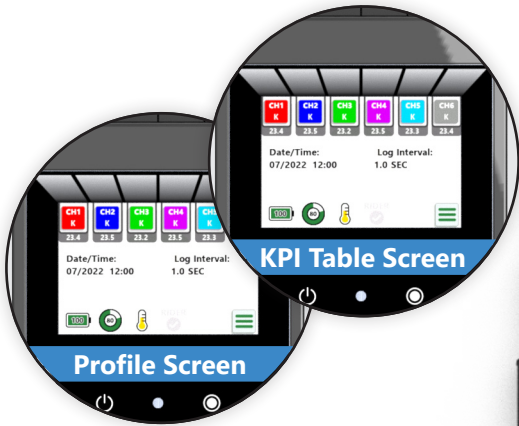 CH1 CH2 CH3 CH4 CH5 CH6
K K K K K K
23.4 23.5 23.2 23.5 23.3 23.4
Date/Time: Log Interval:
07/2022 12:00 1.0 SEC
100 80
KPI Table Screen
CH1 CH2 CH3 CH4
K K K K
23.4 23.5 23.2 23.5 23.3
Date/Time: Log Interval:
07/2022 12:00 1.0 SEC
100 80
Profile Screen